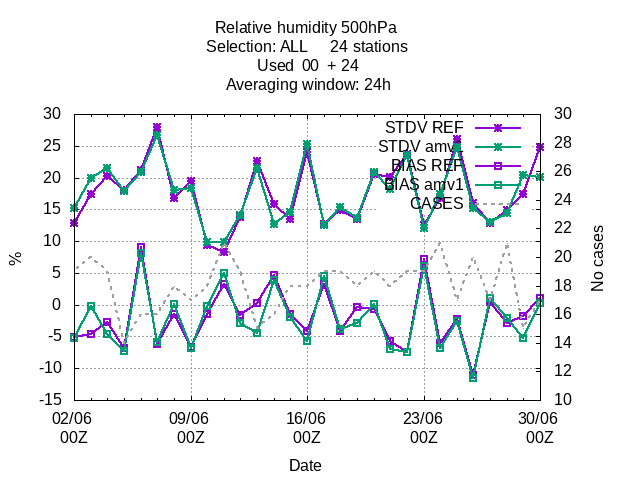 Relative humidity 500hPa
Selection: ALL 24 stations
Used 00 + 24
Averaging window: 24h
STDV REF
STDV amv1
BIAS REF
BIAS amv1
CASES
30
25
20
15
10
5
0
-5
-10
-15
%
30
28
26
24
22
20
18
16
14
12
10
No cases
02/06 09/06 16/06 23/06 30/06
00Z 00Z 00Z 00Z 00Z
Date